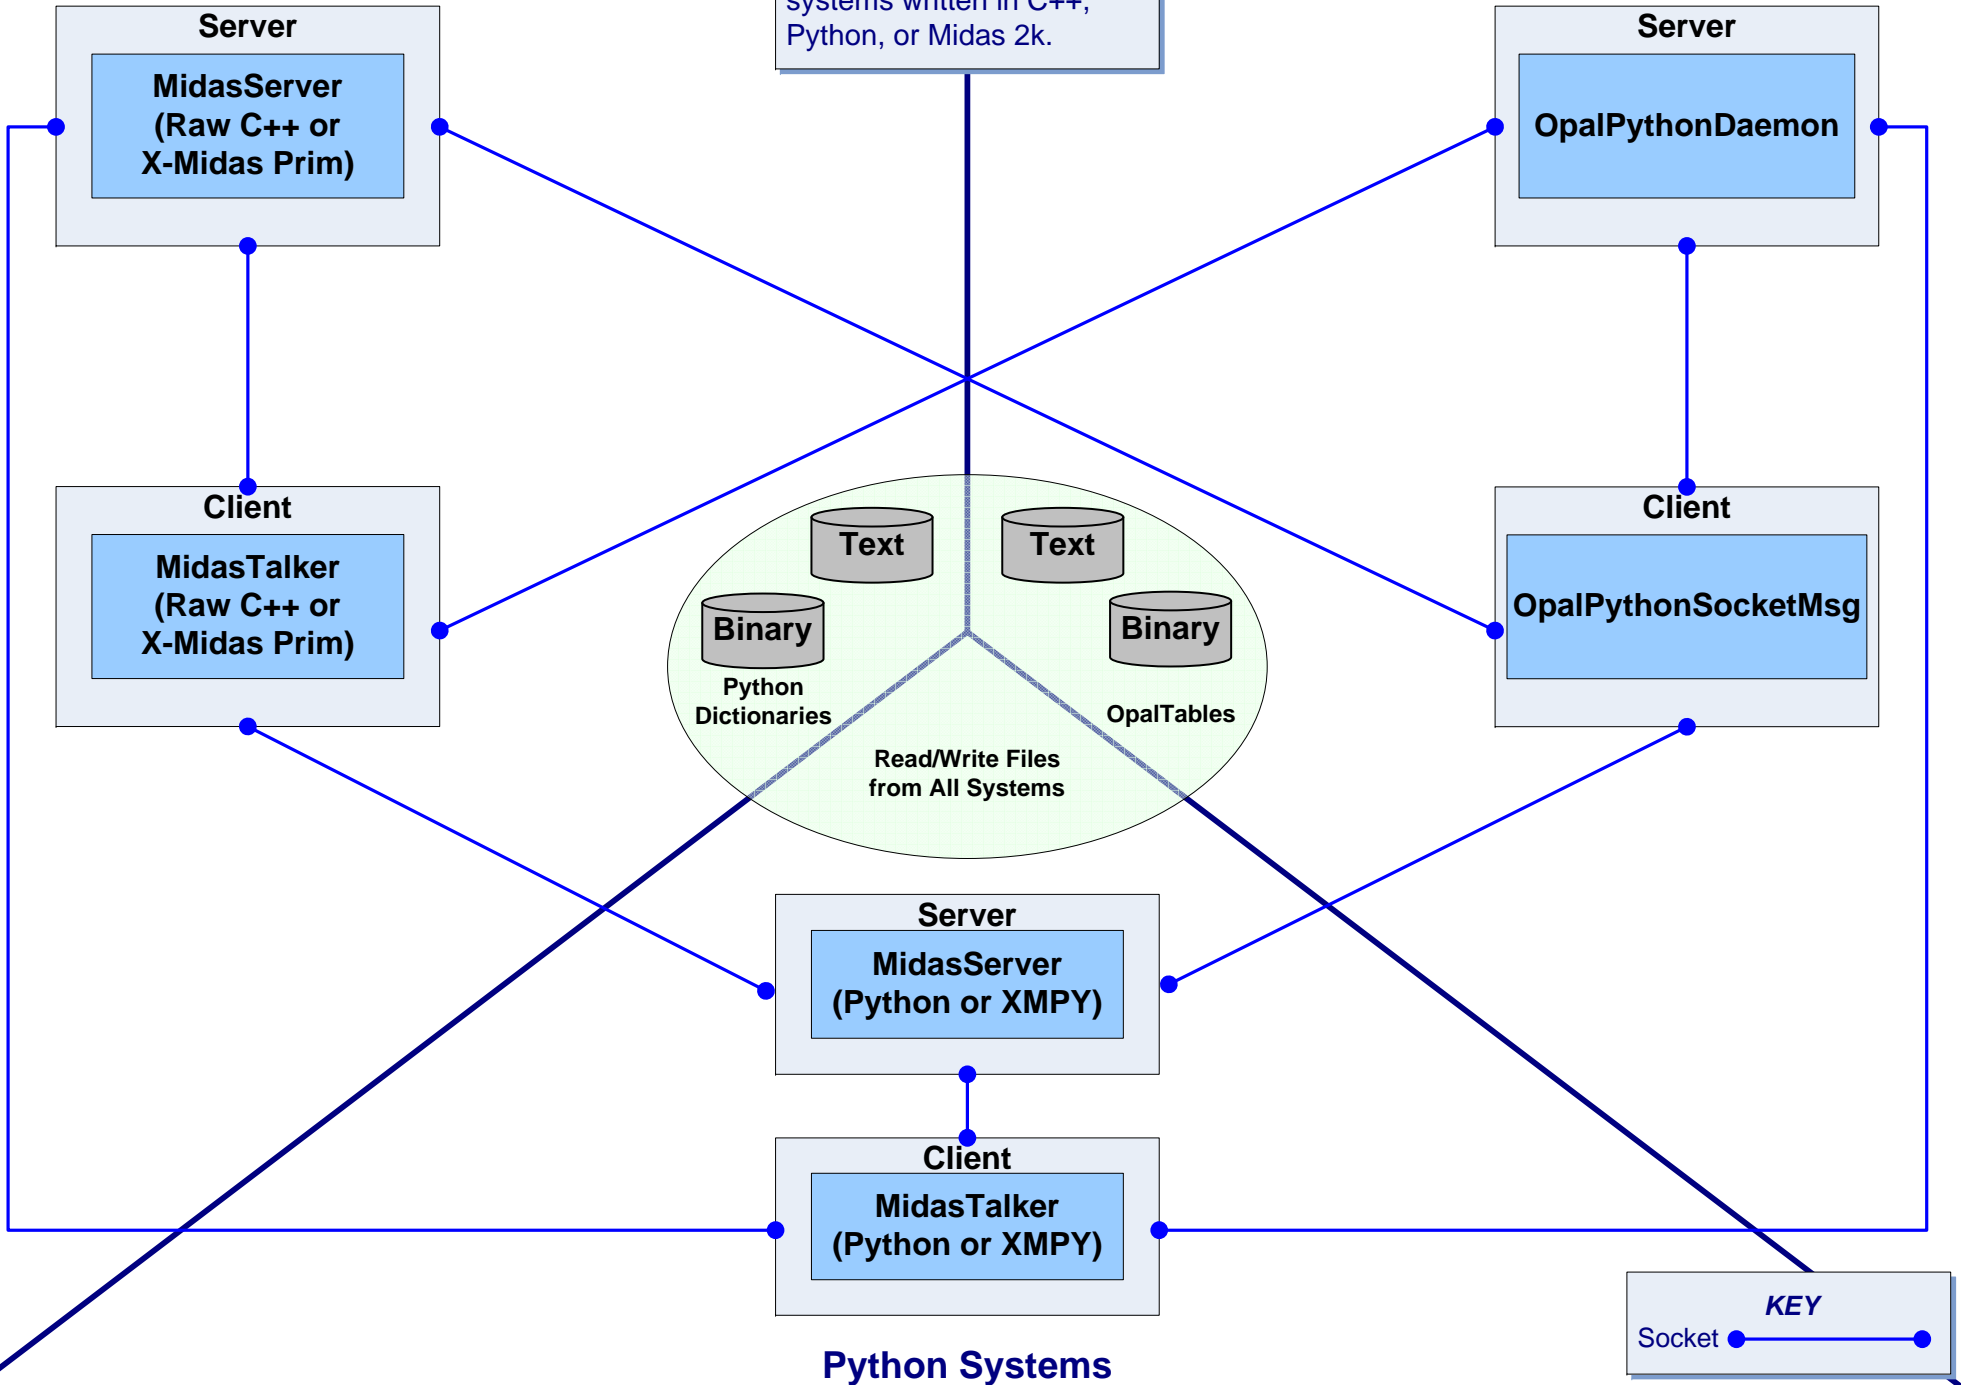 systems written in C++,
Python, or Midas 2k.
Server
MidasServer
(Raw C++ or
X-Midas Prim)
Server
OpalPythonDaemon
Client
MidasTalker
(Raw C++ or
X-Midas Prim)
Text
Text
Binary
Binary
Python
Dictionaries
OpalTables
Read/Write Files
from All Systems
Client
OpalPythonSocketMsg
Server
MidasServer
(Python or XMPY)
Client
MidasTalker
(Python or XMPY)
Python Systems
KEY
Socket